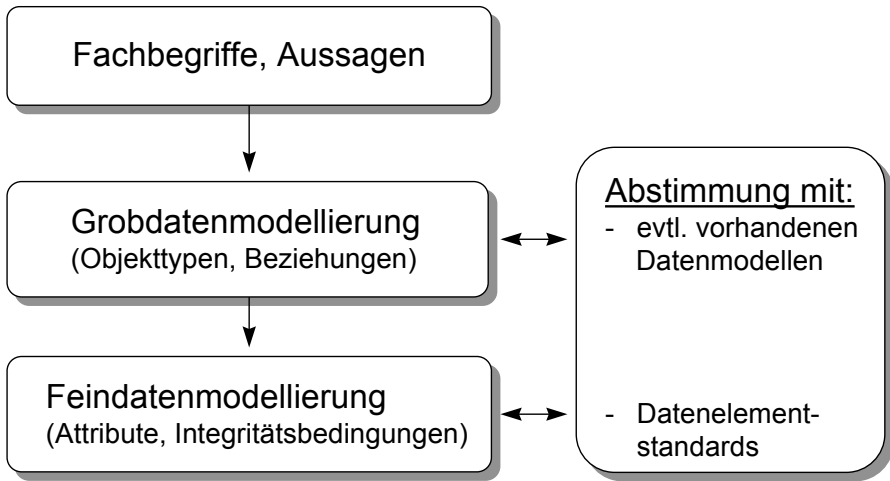 Fachbegriffe, Aussagen
Grobdatenmodellierung
(Objekttypen, Beziehungen)
Feindatenmodellierung
(Attribute, Integritätsbedingungen)
Abstimmung mit:
- evtl. vorhandenen
Datenmodellen
- Datenelement-
standards